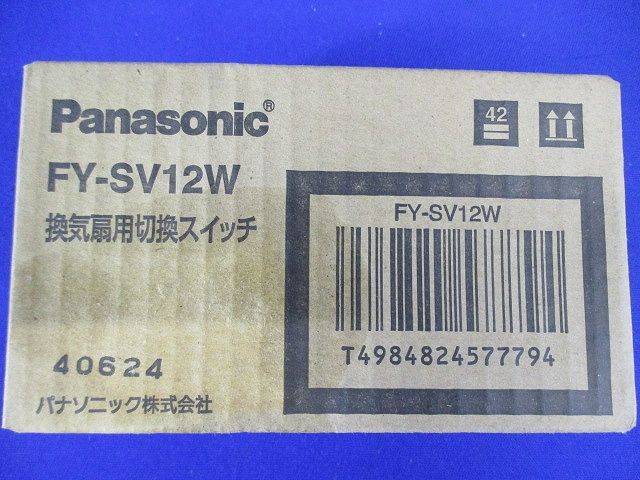 Panasonic®
FY-SV12W
換気扇用切換スイッチ
40624
パナソニック株式会社
42
FY-SV12W
T4984824577794